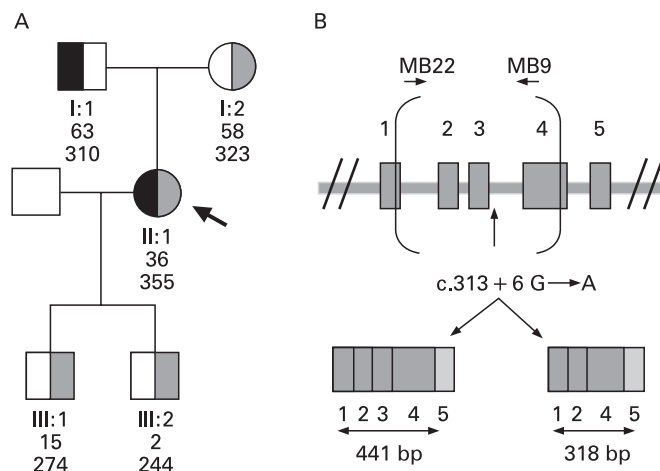 A
I:1
63
310
I:2
58
323
II:1
36
355
III:1
15
274
III:2
2
244
B
MB22 MB9
1 2 3 4 5
c.313 + 6 G → A
1 2 3 4 5
441 bp
1 2 4 5
318 bp